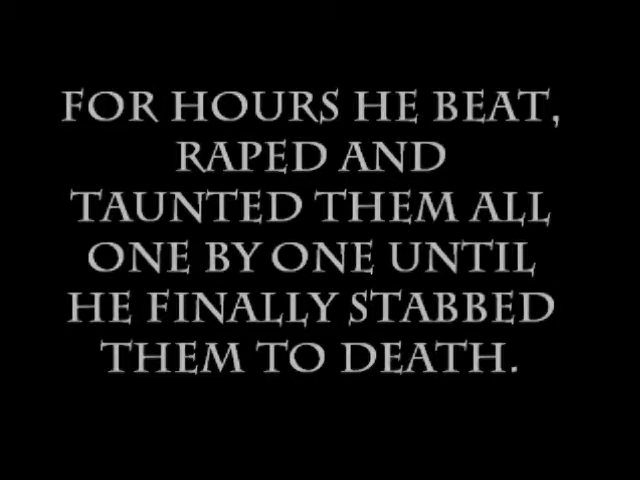 FOR HOURS HE BEAT,
RAPED AND
TAUNTED THEM ALL
ONE BY ONE UNTIL
HE FINALLY STABBED
THEM TO DEATH.